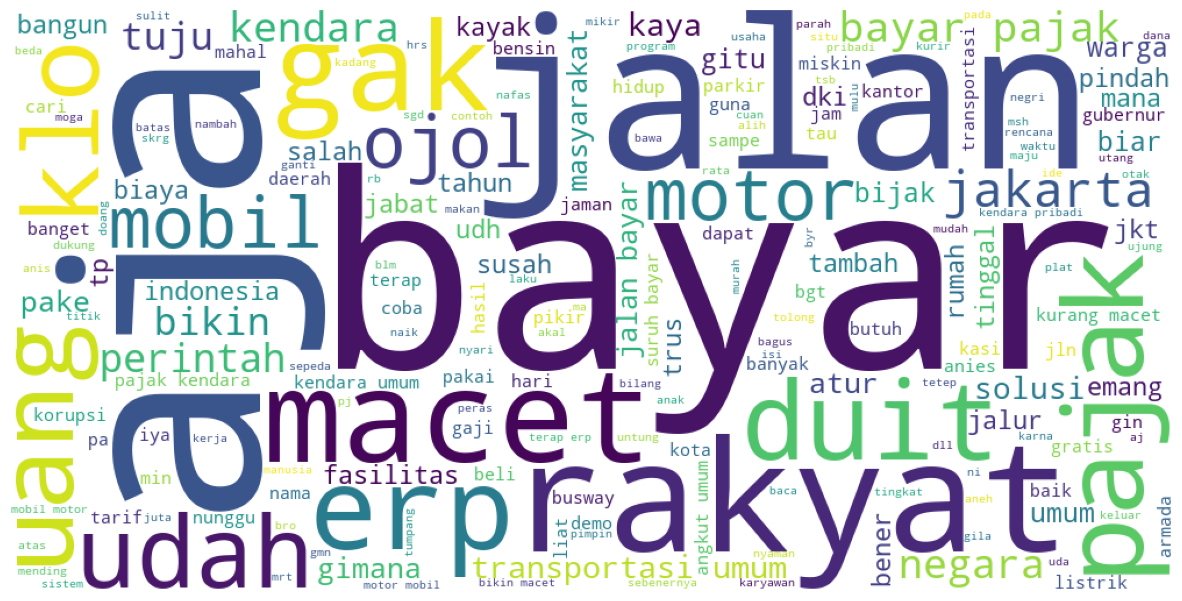 bangun
tuju
kendara
kayak
kaya
bayar pajak
warga
sulit
beda
mahal
hrs
kadang
bensin
mikir
program
parah
situ
usaha
pribadi
pada
kurir
dana
negri
cari
moga
batas
skrg
nambah
klo
gak
nafas
sgd
contoh
masyarakat
gitu
hidup
parkir
guna
sampe
miskin
dki
jam
tau
tsb
cuan
alih
mulu
kantor
transportasi
pindah
mana
gubernur
biar
msh
rencana
waktu
maju
utang
otak
jalan
ojol
salah
ganti
daerah
rb
makan
tahun
bawa
rata
ide
biaya
banget
dukung
doang
aja
mobil
jabat
udh
jaman
motor
bijak
jakarta
kendara pribadi
anis
tp
pake
titik
indonesia
bikin
perintah
blm
terap
coba
naik
bayar
susah
laku
hasil
ma
pikir
akal
jalan bayar
suruh bayar
dapat
byr
murah
trus
tambah
bgt
butuh
tolong
bagus
isi
banyak
mudah
rumah
tinggal
plat
jkt
ujung
kurang macet
kasi
jln
anies
pajak
uang
pajak kendara
sepeda
kendara umum
pakai
nyari
hari
bilang
anak
korupsi
pa
iya
kerja
min
macet
pj
peras
gaji
terap erp
untung
duit
atur
tetep
solusi
emang
jalur
gin
aj
dll
karna
gratis
manusia
fasilitas
beli
kota
nama
mobil motor
tarif
juta
nunggu
bro
erp
tumpang
liat
busway
demo
pimpin
angkut umum
baca
tingkat
rakyat
ni
aneh
baik
umum
armada
keluar
atas
mending
sistem
udah
mrt
gmn
gimana
motor mobil
transportasi umum
bikin macet
sebenernya
nyaman
karyawan
bener
negara
gila
uda
listrik